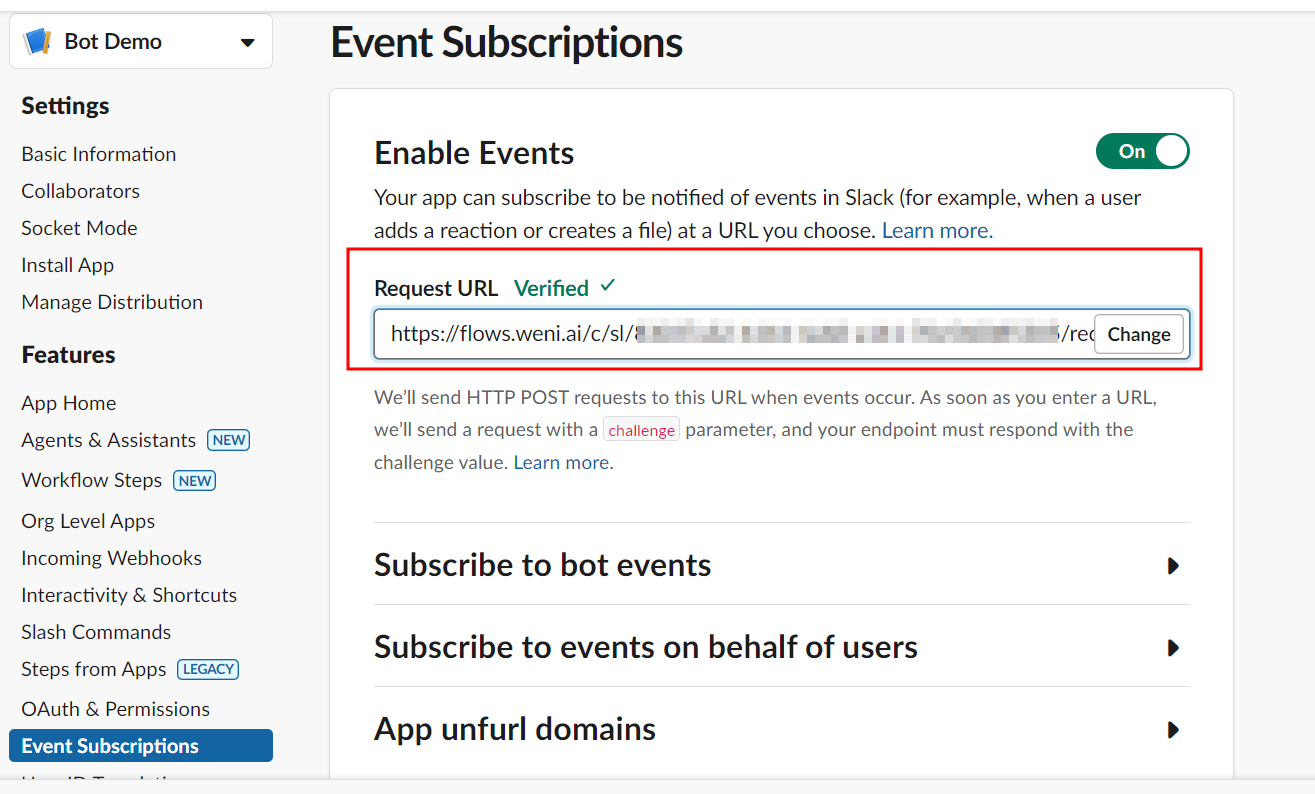 Bot Demo
Settings
Basic Information
Collaborators
Socket Mode
Install App
Manage Distribution
Features
App Home
Agents & Assistants NEW
Workflow Steps NEW
Org Level Apps
Incoming Webhooks
Interactivity & Shortcuts
Slash Commands
Steps from Apps LEGACY
OAuth & Permissions
Event Subscriptions
Event Subscriptions
Enable Events
On
Your app can subscribe to be notified of events in Slack (for example, when a user
adds a reaction or creates a file) at a URL you choose. Learn more.
Request URL Verified
https://flows.weni.ai/c/sl/ /rec Change
We’ll send HTTP POST requests to this URL when events occur. As soon as you enter a URL,
we’ll send a request with a challenge parameter, and your endpoint must respond with the
challenge value. Learn more.
Subscribe to bot events
Subscribe to events on behalf of users
App unfurl domains